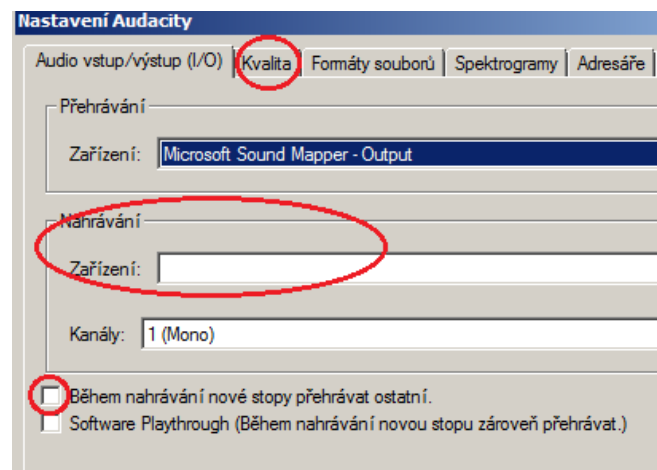 Nastavení Audacity
Audio vstup/výstup (I/O) Kvalita Formáty souborů Spektrogramy Adresáře
Přehrávání
Zařízení: Microsoft Sound Mapper - Output
Nahrávání
Zařízení:
Kanály: 1 (Mono)
Během nahrávání nové stopy přehrávat ostatní.
Software Playthrough (Během nahrávání novou stopu zároveň přehrávat.)